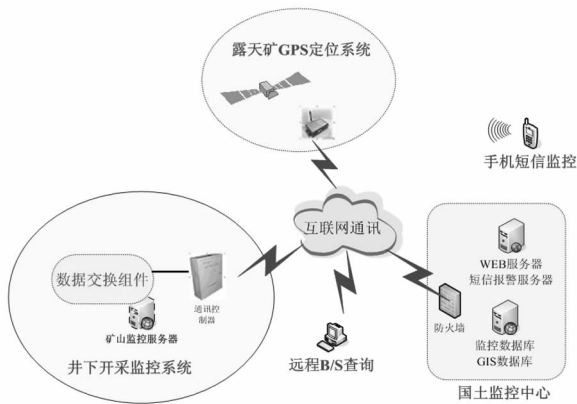 露天矿GPS定位系统
手机短信监控
互联网通讯
数据交换组件
通讯控
制器
矿山监控服务器
井下开采监控系统
远程B/S查询
WEB服务器
短信报警服务器
防火墙
监控数据库
GIS数据库
国土监控中心